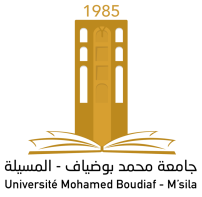 1985
جامعة محمد بوضياف - المسيلة
Université Mohamed Boudiaf - M'sila